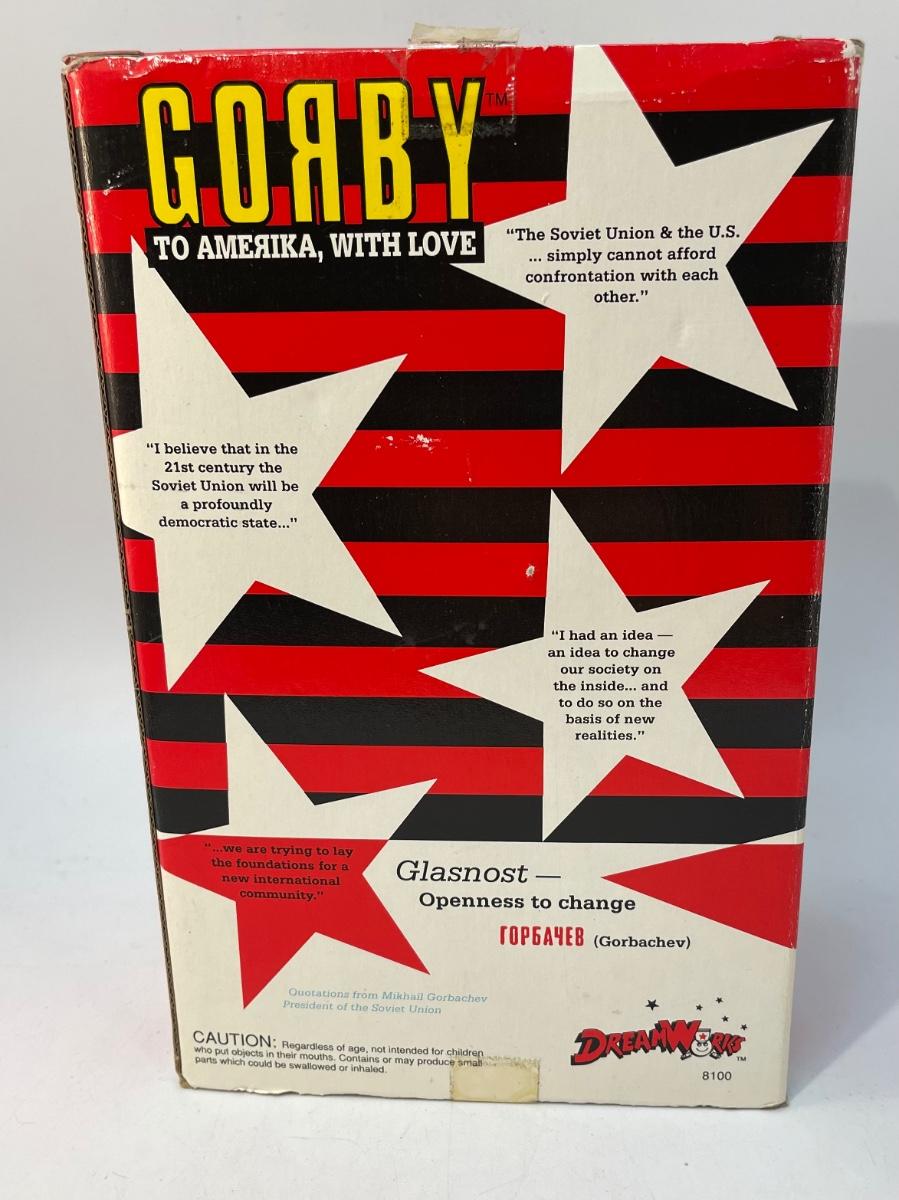 GOЯBY™
TO AMEЯIKA, WITH LOVE
“The Soviet Union & the U.S.
... simply cannot afford
confrontation with each
other.”
“I believe that in the
21st century the
Soviet Union will be
a profoundly
democratic state...”
“I had an idea —
an idea to change
our society on
the inside... and
to do so on the
basis of new
realities.”
“...we are trying to lay
the foundations for a
new international
community.”
Glasnost —
Openness to change
ГОРБАЧЕВ (Gorbachev)
Quotations from Mikhail Gorbachev
President of the Soviet Union
CAUTION: Regardless of age, not intended for children
who put objects in their mouths. Contains or may produce small
parts which could be swallowed or inhaled.
DREAMWORKS™
8100